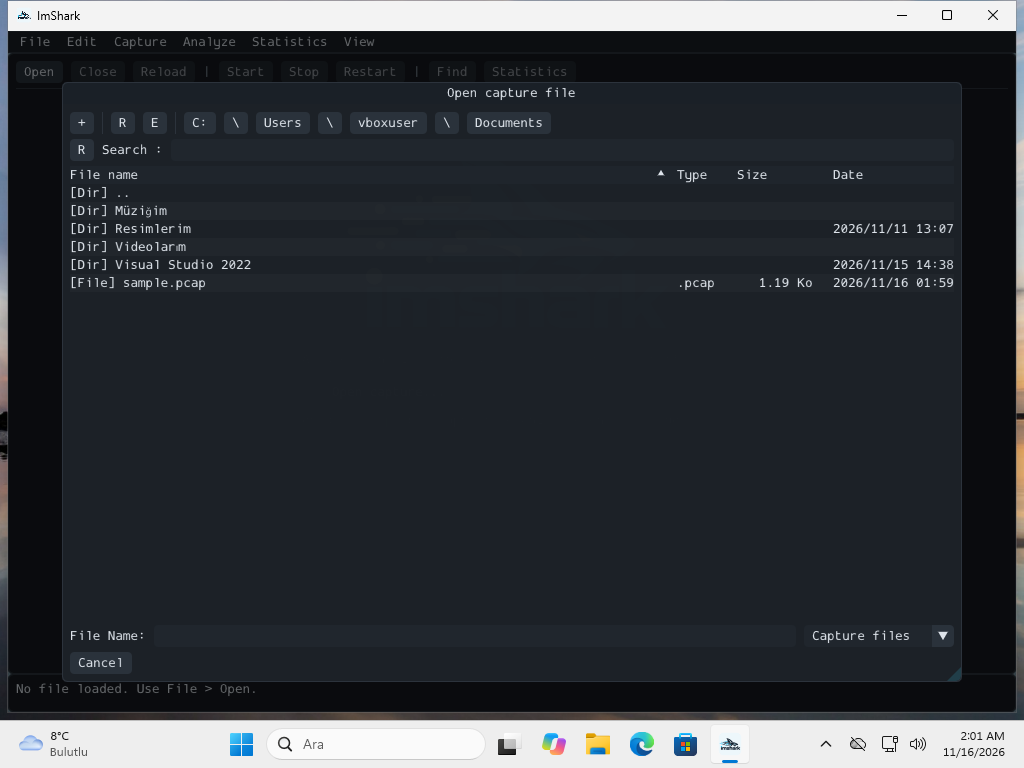 ImShark
File Edit Capture Analyze Statistics View
Open Close Reload | Start Stop Restart | Find Statistics
Open capture file
+ R E C: \ Users \ vboxuser \ Documents
R Search :
File name Type Size Date
[Dir] ..
[Dir] Müziğim
[Dir] Resimlerim 2026/11/11 13:07
[Dir] Videolarım
[Dir] Visual Studio 2022 2026/11/15 14:38
[File] sample.pcap .pcap 1.19 Ko 2026/11/16 01:59
File Name: Capture files
Cancel
No file loaded. Use File > Open.
8°C
Bulutlu
Ara
imshark
2:01 AM
11/16/2026